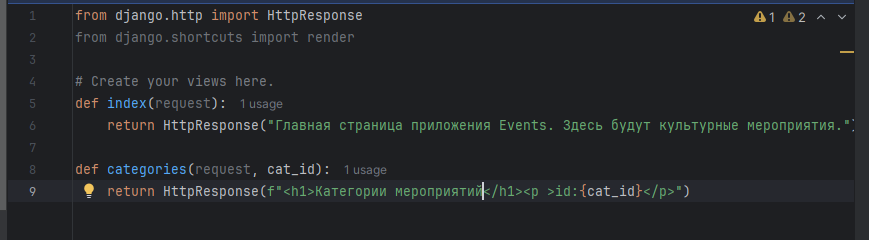 1 from django.http import HttpResponse
2 from django.shortcuts import render
3
4 # Create your views here.
5 def index(request): 1 usage
6 return HttpResponse("Главная страница приложения Events. Здесь будут культурные мероприятия.")
7
8 def categories(request, cat_id): 1 usage
9 return HttpResponse(f"<h1>Категории мероприятий</h1><p >id:{cat_id}</p>")
1 2